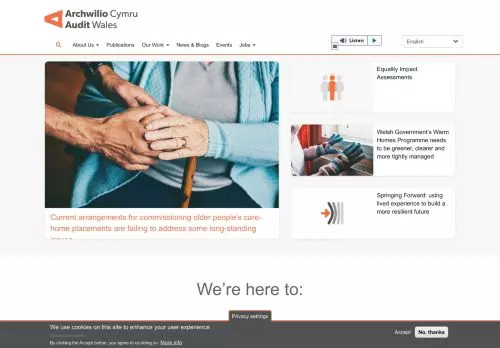 Archwilio Cymru
Audit Wales
About Us
Publications
Our Work
News & Blogs
Events
Jobs
Listen
English
Equality Impact
Assessments
Welsh Government's Warm
Homes Programme needs
to be greener, clearer and
more tightly managed
Springing Forward: using
lived experience to build a
more resilient future
Current arrangements for commissioning older people's care-
home placements are failing to address some long-standing
issues
We're here to:
Privacy settings
We use cookies on this site to enhance your user experience
By clicking the Accept button, you agree to us doing so. More info
Accept
No, thanks